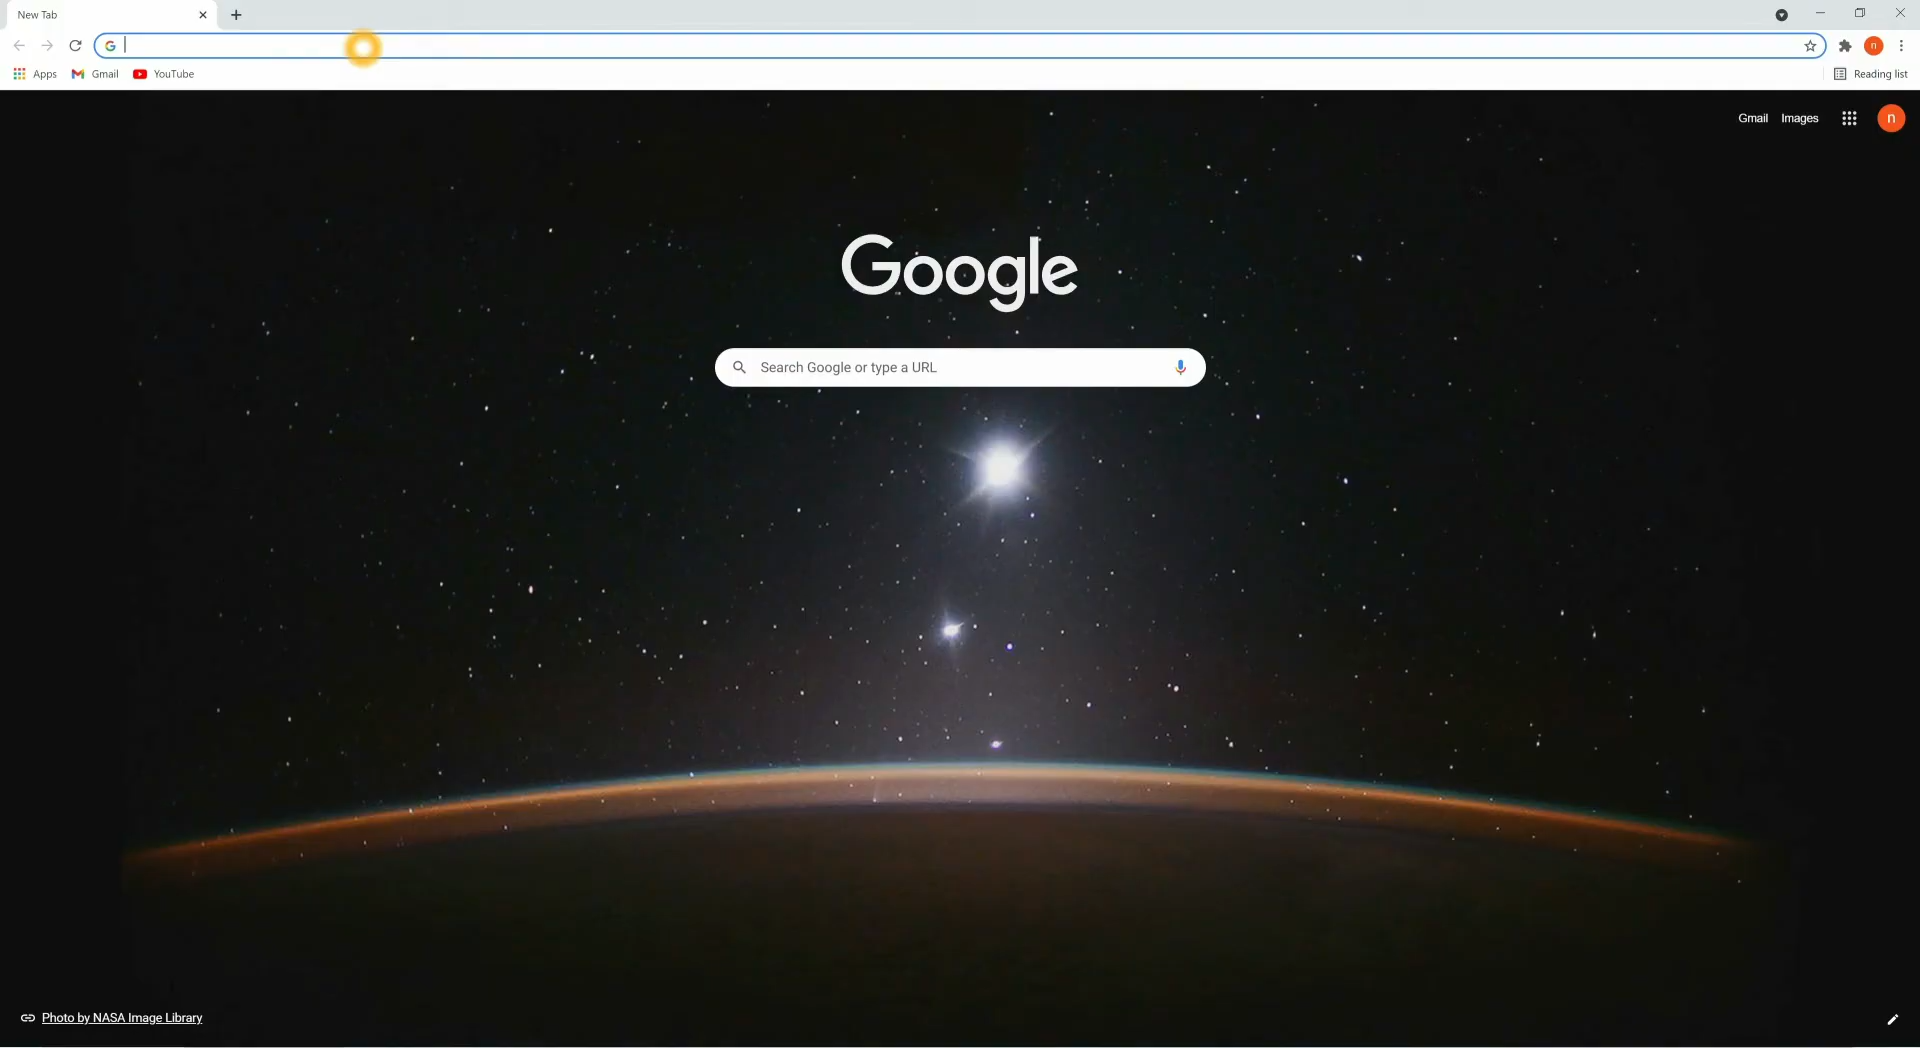 New Tab
Apps
Gmail
YouTube
Reading list
Gmail
Images
n
n
Google
Search Google or type a URL
Photo by NASA Image Library